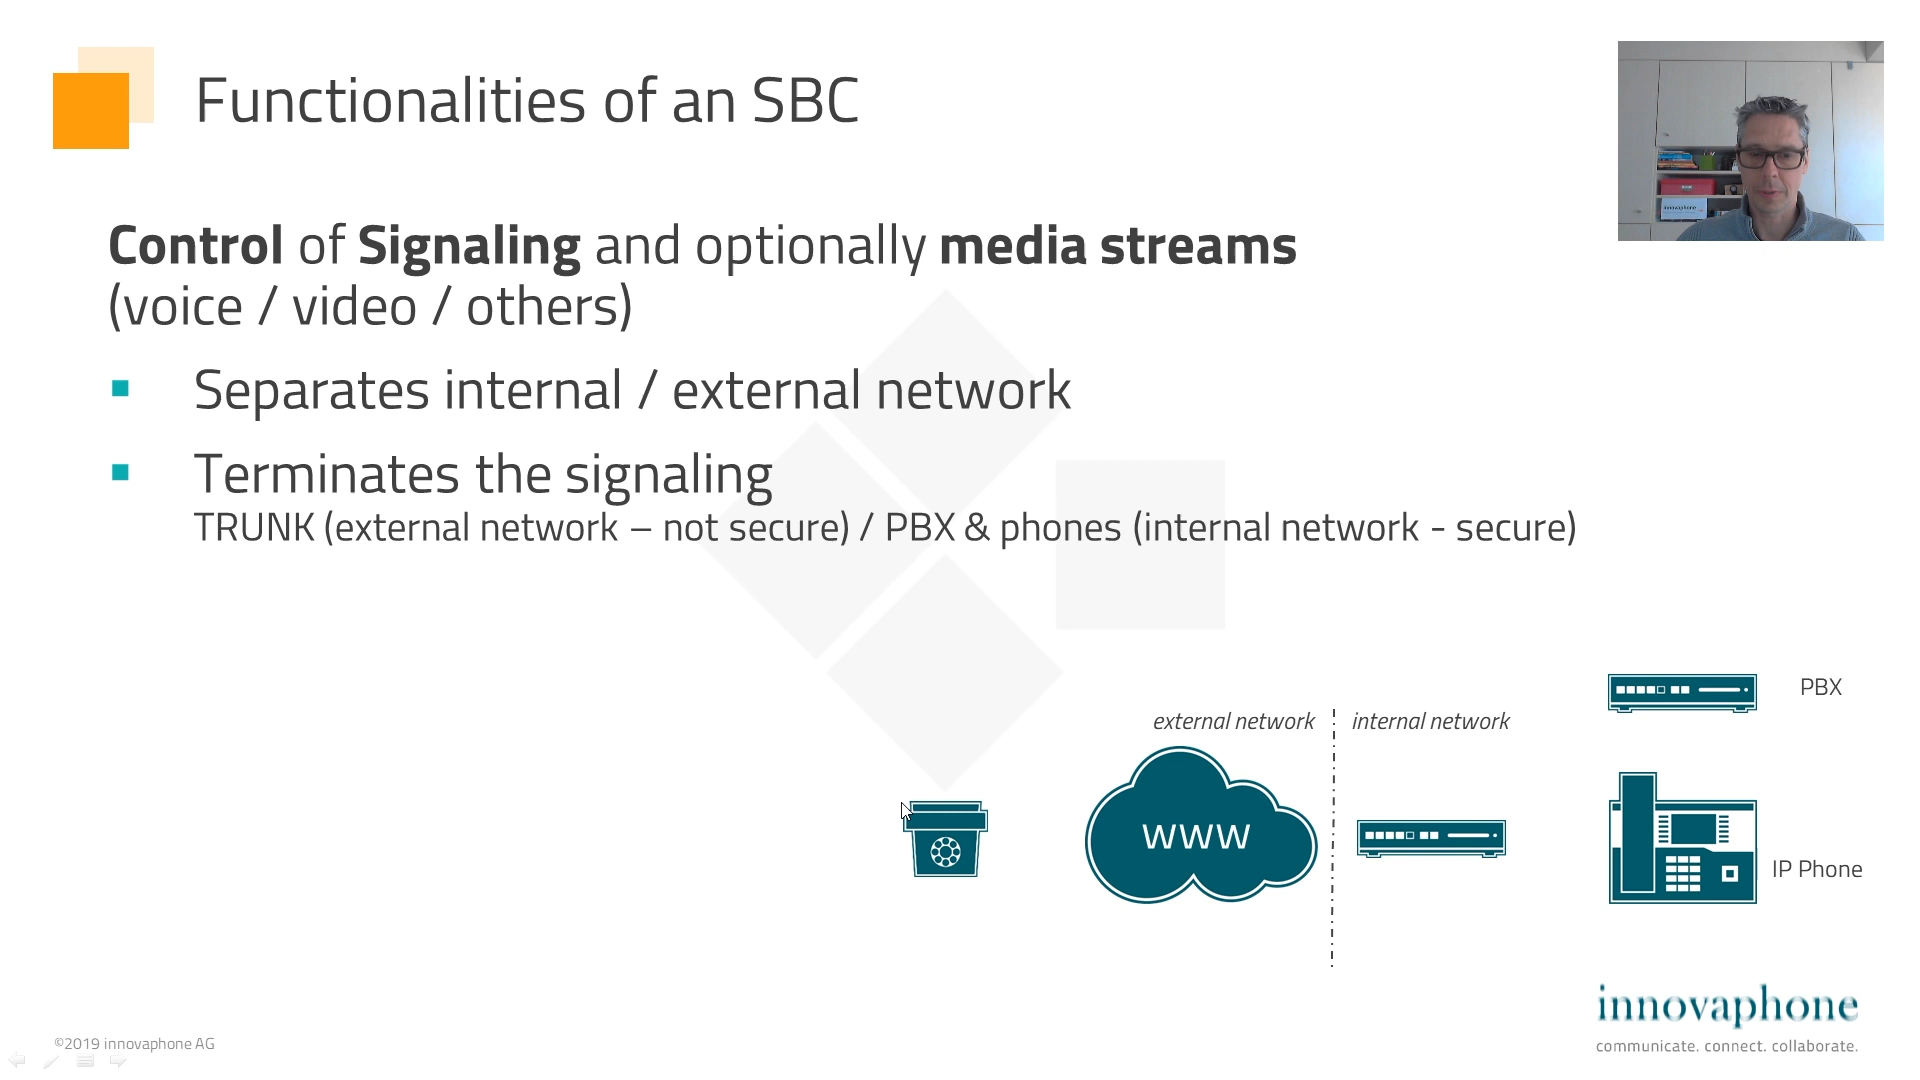 Functionalities of an SBC
Control of Signaling and optionally media streams
(voice / video / others)
Separates internal / external network
Terminates the signaling
TRUNK (external network – not secure) / PBX & phones (internal network - secure)
PBX
external network
internal network
WWW
IP Phone
innovaphone
communicate. connect. collaborate.
©2019 innovaphone AG